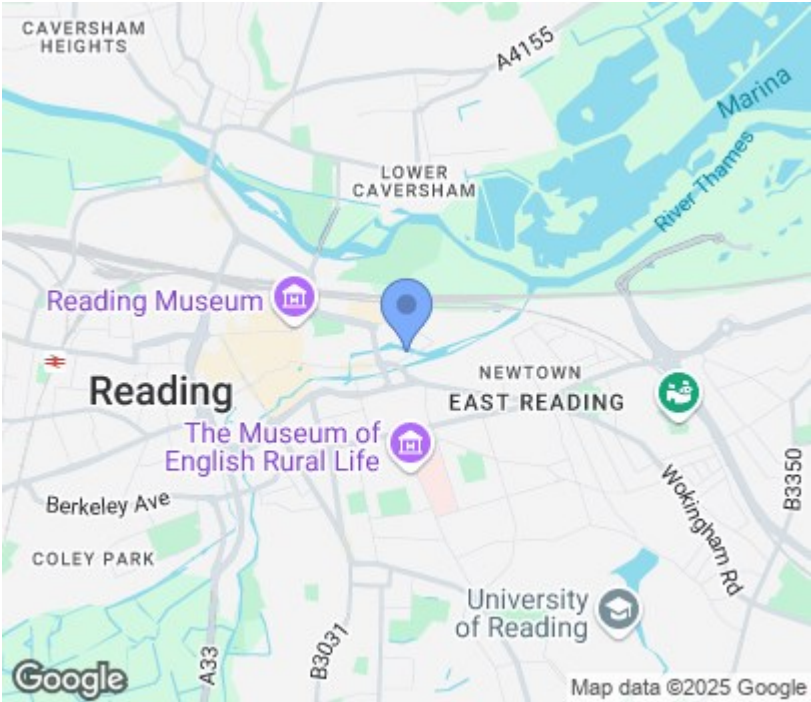 CAVERSHAM
HEIGHTS
A4155
Marina
LOWER
CAVERSHAM
River Thames
Reading Museum
Reading
NEWTOWN
EAST READING
The Museum of
English Rural Life
B3350
Berkeley Ave
Wokingham Rd
COLEY PARK
University
of Reading
A33
B3031
Google
Map data ©2025 Google